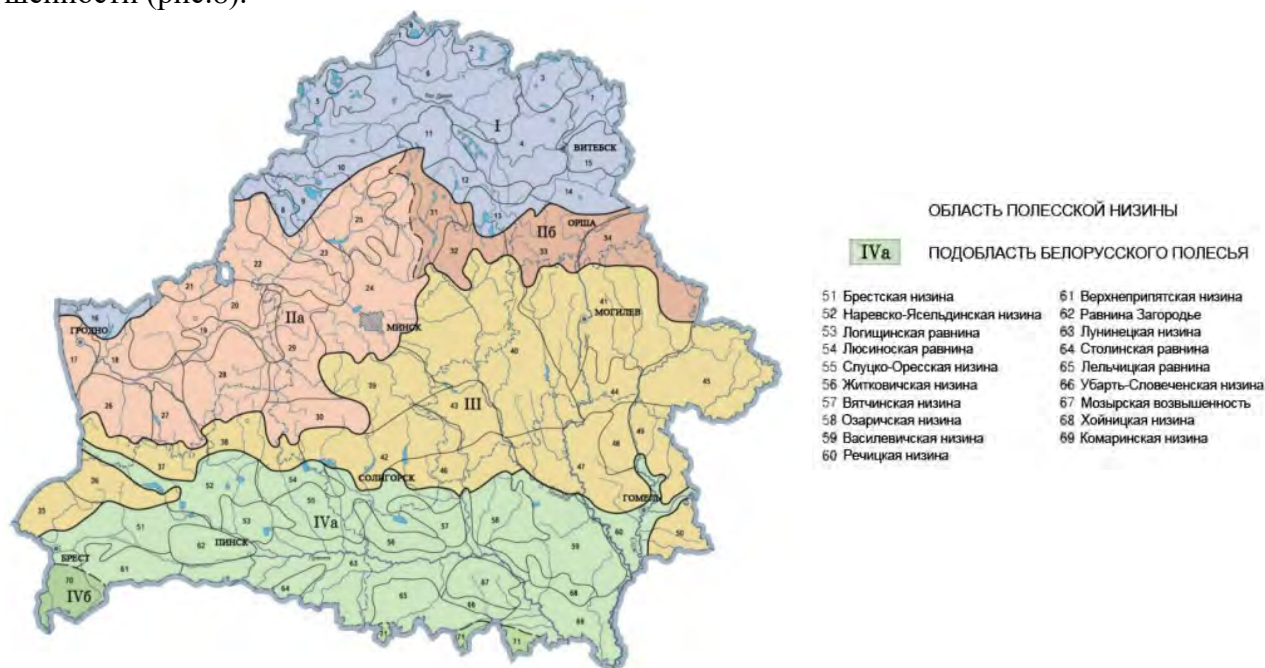 шенности (рис.8).
I
ВИТЕБСК
ОРША
IIб
IIа
ГРОДНО
МИНСК
МОГИЛЕВ
III
СОЛИГОРСК
ГОМЕЛЬ
IVа
ПИНСК
БРЕСТ
IVб
ОБЛАСТЬ ПОЛЕССКОЙ НИЗИНЫ
IVа ПОДОБЛАСТЬ БЕЛОРУССКОГО ПОЛЕСЬЯ
51 Брестская низина
52 Наревско-Ясельдинская низина
53 Логищинская равнина
54 Люсиноская равнина
55 Слуцко-Оресская низина
56 Житковичская низина
57 Вятчинская низина
58 Озаричская низина
59 Василевичская низина
60 Речицкая низина
61 Верхнеприпятская низина
62 Равнина Загородье
63 Лунинецкая низина
64 Столинская равнина
65 Лельчицкая равнина
66 Убарть-Словеченская низина
67 Мозырская возвышенность
68 Хойницкая низина
69 Комаринская низина